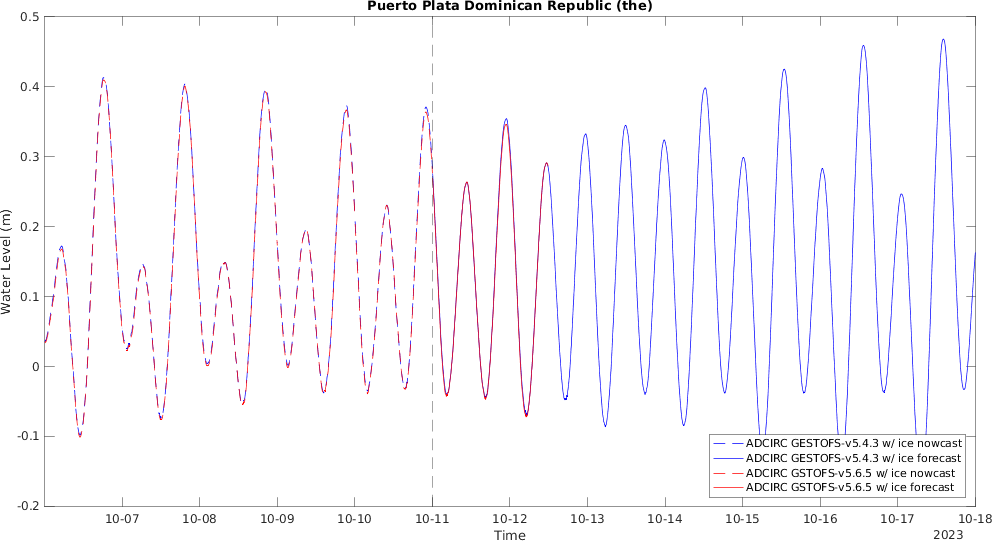 Puerto Plata Dominican Republic (the)
0.5
0.4
0.3
0.2
0.1
0
-0.1
-0.2
Water Level (m)
ADCIRC GESTOFS-v5.4.3 w/ ice nowcast
ADCIRC GESTOFS-v5.4.3 w/ ice forecast
ADCIRC GSTOFS-v5.6.5 w/ ice nowcast
ADCIRC GSTOFS-v5.6.5 w/ ice forecast
10-07 10-08 10-09 10-10 10-11 10-12 10-13 10-14 10-15 10-16 10-17 10-18
Time
2023